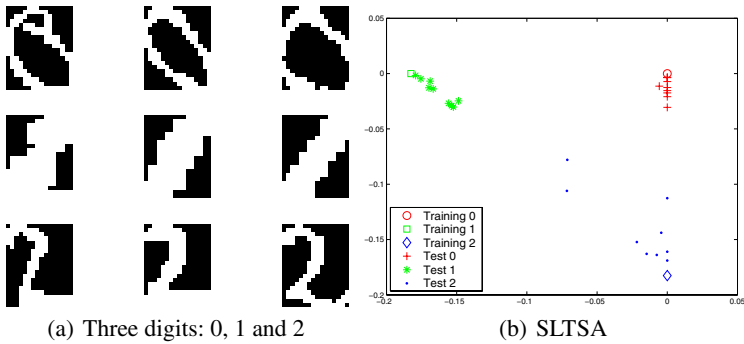 0.05
0
−0.05
−0.1
−0.15
−0.2
−0.2 −0.15 −0.1 −0.05 0 0.05
Training 0
Training 1
Training 2
Test 0
Test 1
Test 2
(a) Three digits: 0, 1 and 2
(b) SLTSA